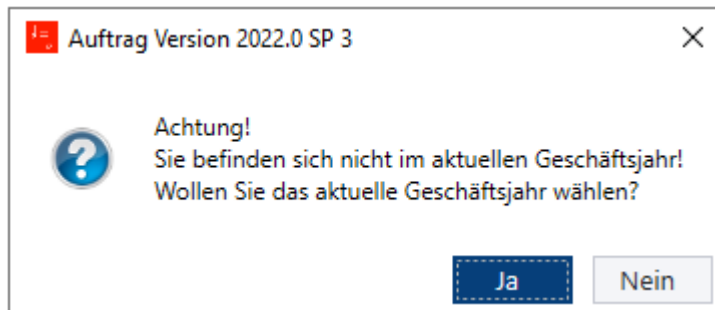 Auftrag Version 2022.0 SP 3
Achtung!
Sie befinden sich nicht im aktuellen Geschäftsjahr!
Wollen Sie das aktuelle Geschäftsjahr wählen?
Ja
Nein